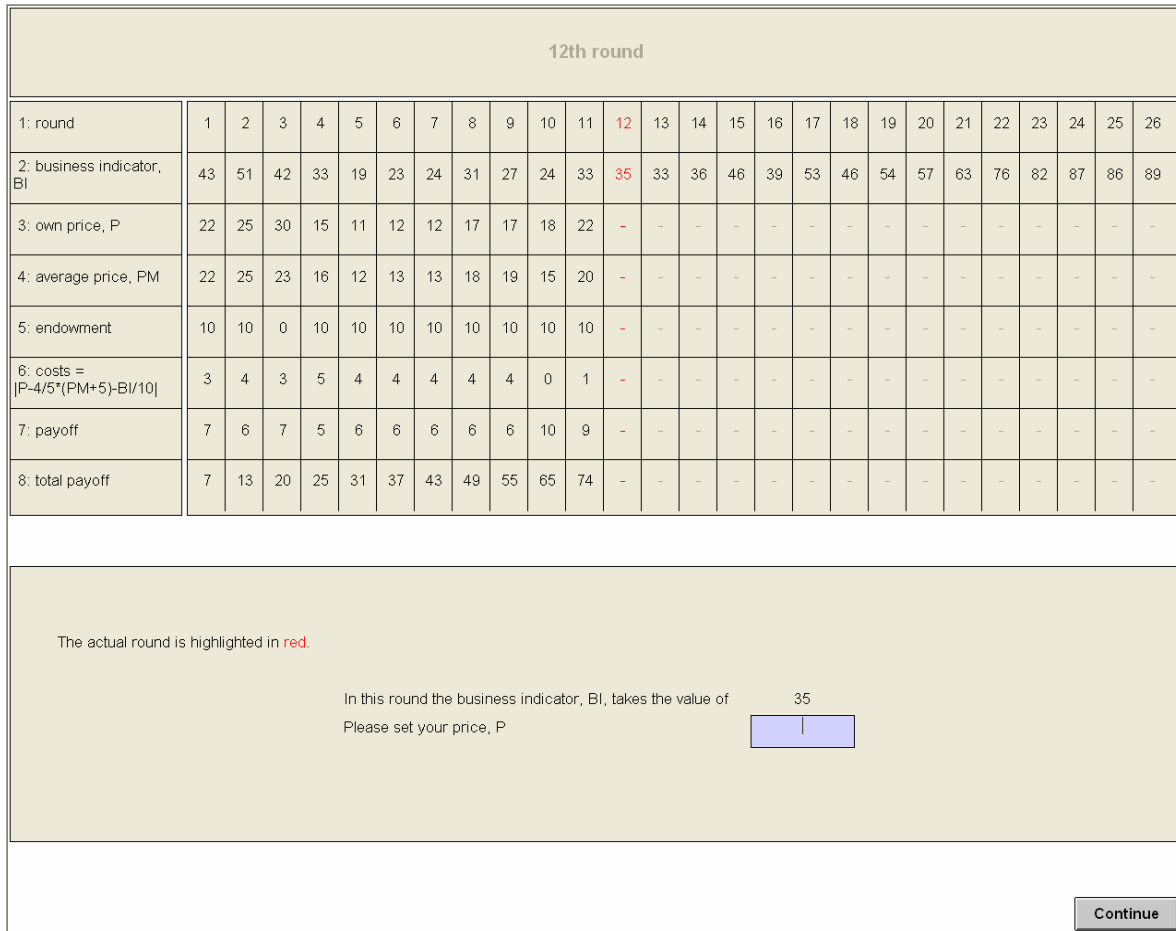 12th round
1: round 1 2 3 4 5 6 7 8 9 10 11 12 13 14 15 16 17 18 19 20 21 22 23 24 25 26
2: business indicator,
BI 43 51 42 33 19 23 24 31 27 24 33 35 33 36 46 39 53 46 54 57 63 76 82 87 86 89
3: own price, P 22 25 30 15 11 12 12 17 17 18 22 - - - - - - - - - - - - - - -
4: average price, PM 22 25 23 16 12 13 13 18 19 15 20 - - - - - - - - - - - - - - -
5: endowment 10 10 0 10 10 10 10 10 10 10 10 - - - - - - - - - - - - - - -
6: costs =
|P-4/5*(PM+5)-BI/10| 3 4 3 5 4 4 4 4 4 0 1 - - - - - - - - - - - - - - -
7: payoff 7 6 7 5 6 6 6 6 6 10 9 - - - - - - - - - - - - - - -
8: total payoff 7 13 20 25 31 37 43 49 55 65 74 - - - - - - - - - - - - - - -
The actual round is highlighted in red.
In this round the business indicator, BI, takes the value of 35
Please set your price, P
Continue